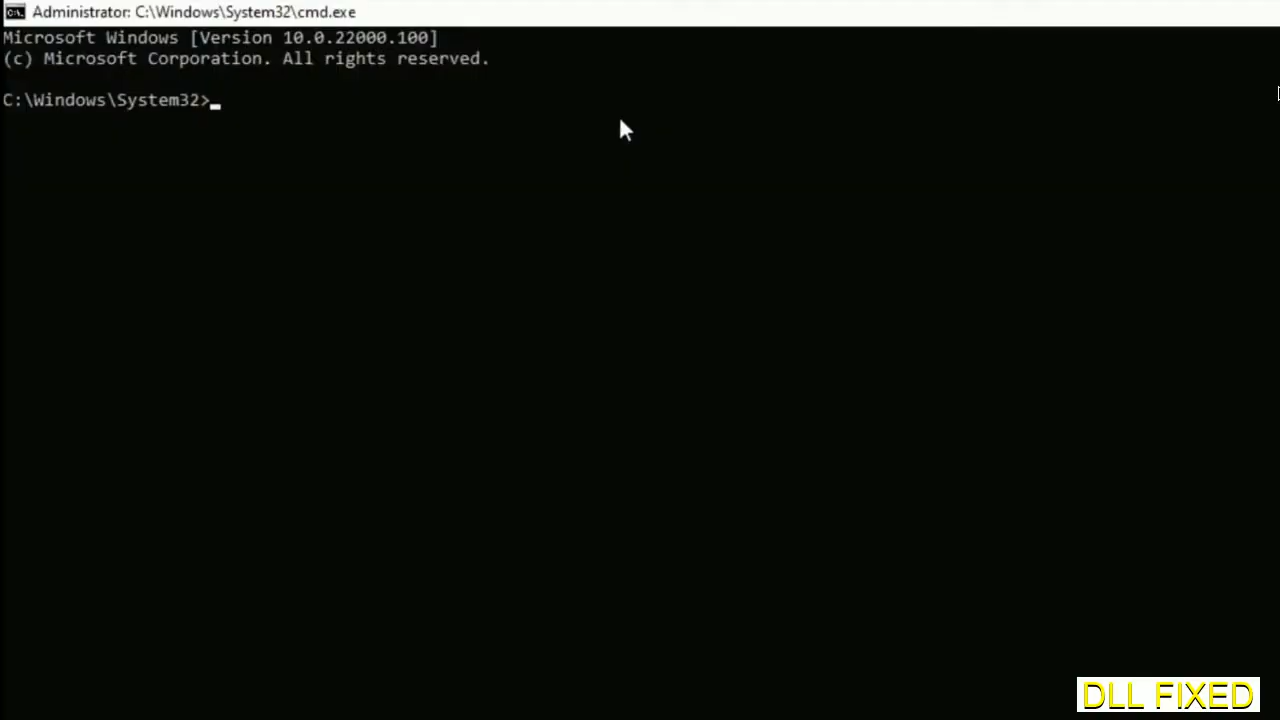 Administrator: C:\Windows\System32\cmd.exe
Microsoft Windows [Version 10.0.22000.100]
(c) Microsoft Corporation. All rights reserved.
C:\Windows\System32>
DLL FIXED